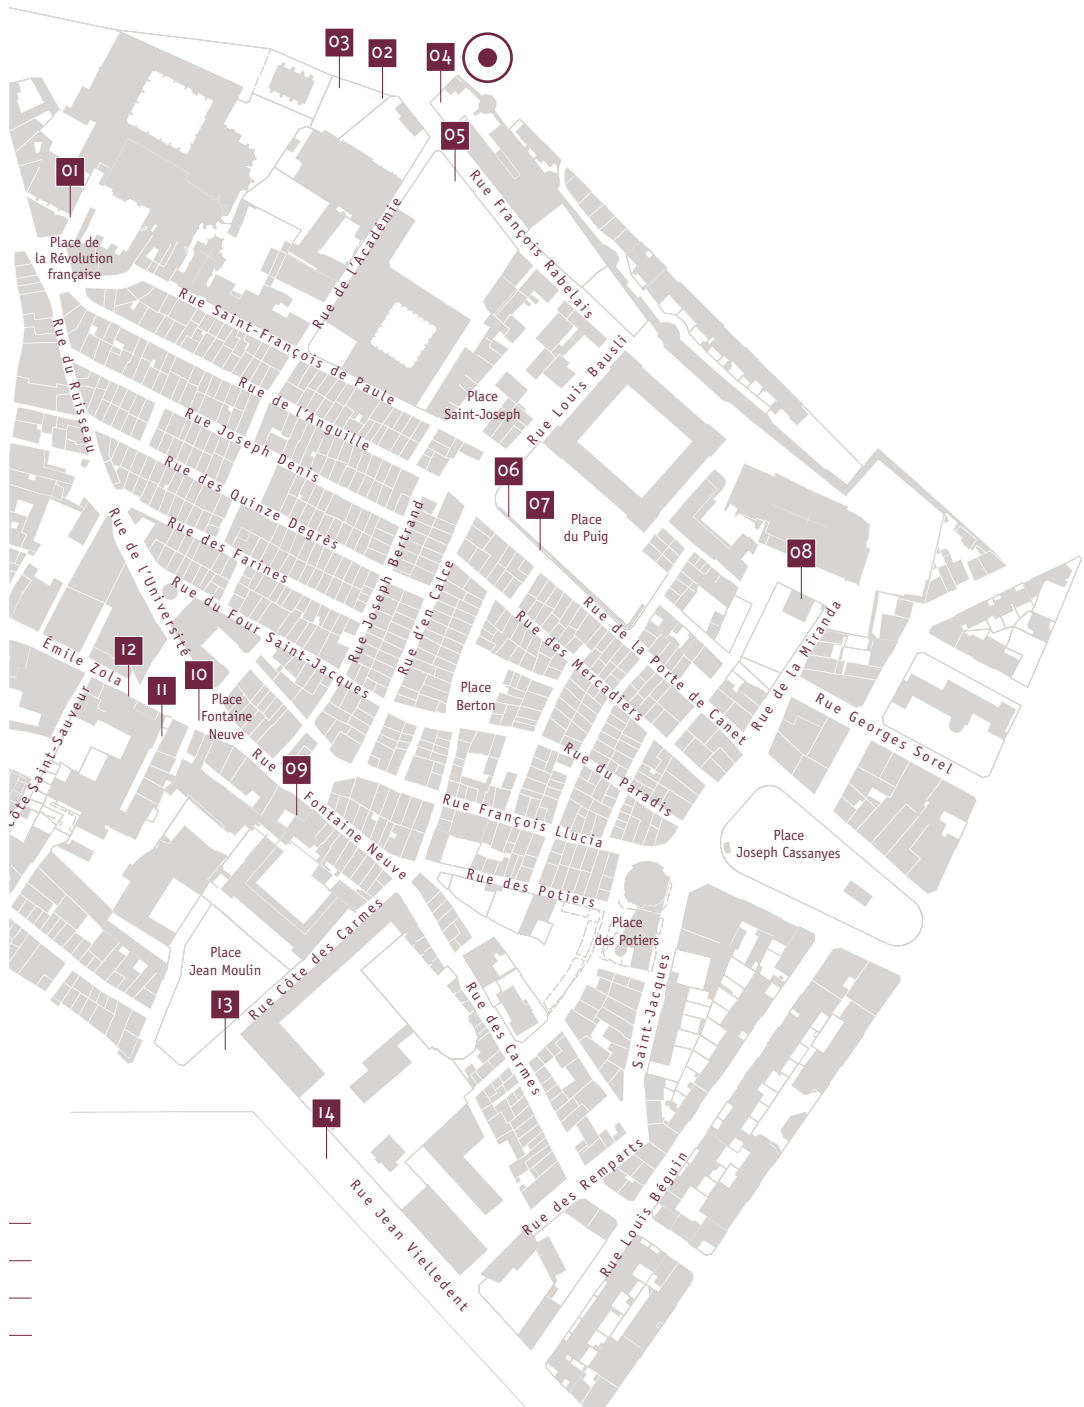 03
02
04
05
01
Place de
la Révolution
française
Rue François Rabelais
Rue de l'Académie
Rue Saint-François de Paule
Rue du Ruisseau
Rue de l'Anguille
Rue Louis Bausli
Place
Saint-Joseph
Rue Joseph Denis
Rue des Quinze Degrès
06
07
Place
du Puig
Rue des Farines
Rue de l'Université
Rue Joseph Bertrand
Rue d'en Calce
08
Rue du Four Saint-Jacques
Rue de la Porte de Canet
Rue des Mercadiers
Rue de la Miranda
Émile Zola
12
11
10
Place
Fontaine
Neuve
Place
Berton
Rue Georges Sorel
Côte Saint-Sauveur
Rue Fontaine Neuve
09
Rue du Paradis
Rue François Llucia
Place
Joseph Cassanyes
Rue des Potiers
Place
des Potiers
Place
Jean Moulin
Rue Côte des Carmes
13
Rue des Carmes
Saint-Jacques
14
Rue des Remparts
Rue Louis Béguin
Rue Jean Vielledent